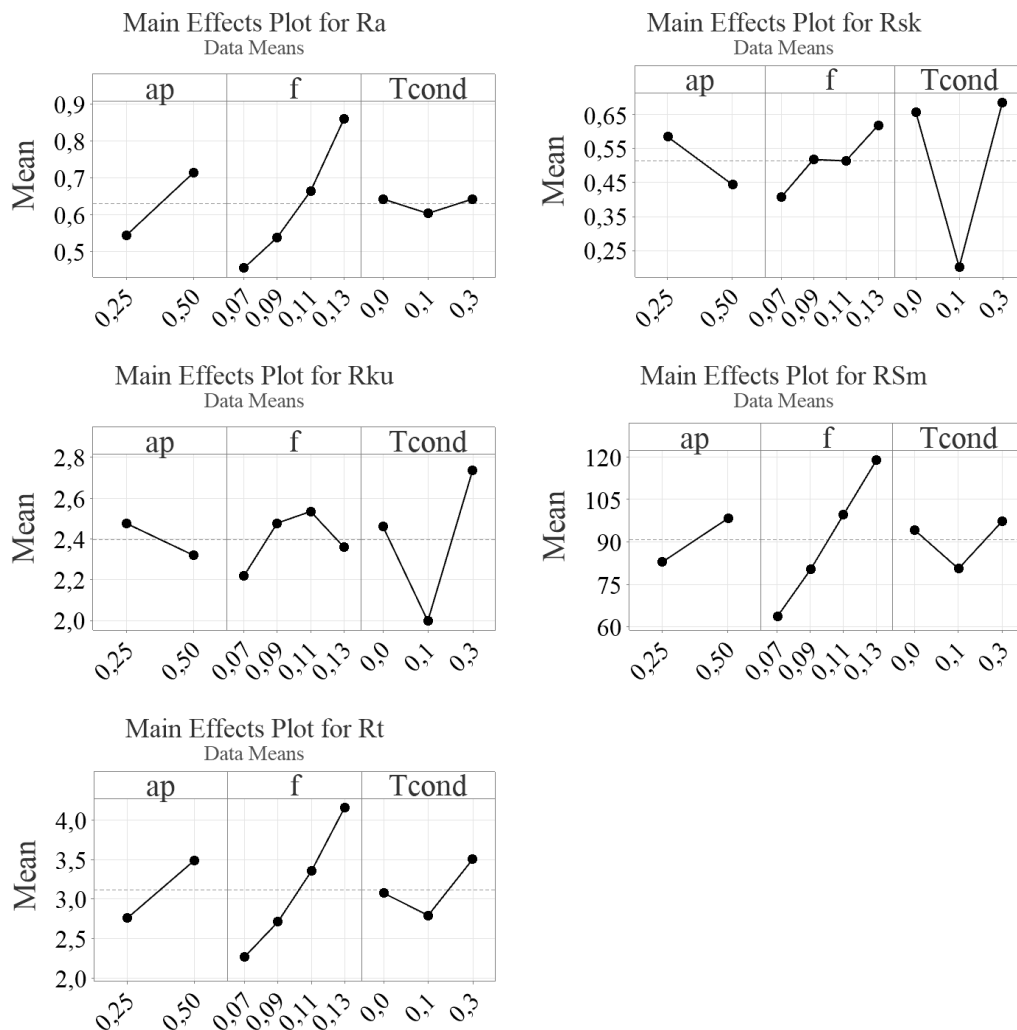 Main Effects Plot for Ra
Data Means
ap f Tcond
Mean
0,9
0,8
0,7
0,6
0,5
0,25 0,50 0,07 0,09 0,11 0,13 0,0 0,1 0,3
Main Effects Plot for Rsk
Data Means
ap f Tcond
Mean
0,65
0,55
0,45
0,35
0,25
0,25 0,50 0,07 0,09 0,11 0,13 0,0 0,1 0,3
Main Effects Plot for Rku
Data Means
ap f Tcond
Mean
2,8
2,6
2,4
2,2
2,0
0,25 0,50 0,07 0,09 0,11 0,13 0,0 0,1 0,3
Main Effects Plot for RSm
Data Means
ap f Tcond
Mean
120
105
90
75
60
0,25 0,50 0,07 0,09 0,11 0,13 0,0 0,1 0,3
Main Effects Plot for Rt
Data Means
ap f Tcond
Mean
4,0
3,5
3,0
2,5
2,0
0,25 0,50 0,07 0,09 0,11 0,13 0,0 0,1 0,3